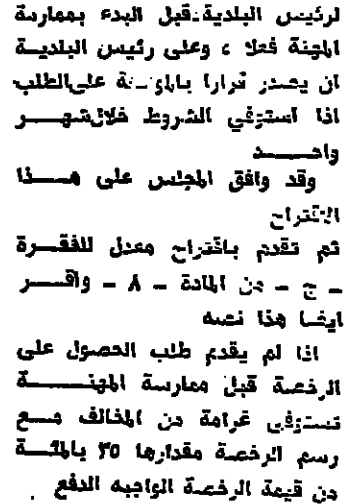 لرئيس البلدية قبل البدء بممارسة
المهنة فعلا ، وعلى رئيس البلدية
ان يصدر قرارا بالموافقة على الطلب
اذا استوفي الشروط خلال شهر
واحد
وقد وافق المجلس على هذا
الاقتراح
ثم تقدم باقتراح معدل للفقرة
- ج - من المادة - ٨ - واقر
ايضا هذا نصه
اذا لم يقدم طلب الحصول على
الرخصة قبل ممارسة المهنة
تستوفي غرامة من المخالف مع
رسم الرخصة مقدارها ٢٥ بالمئة
من قيمة الرخصة الواجبه الدفع .